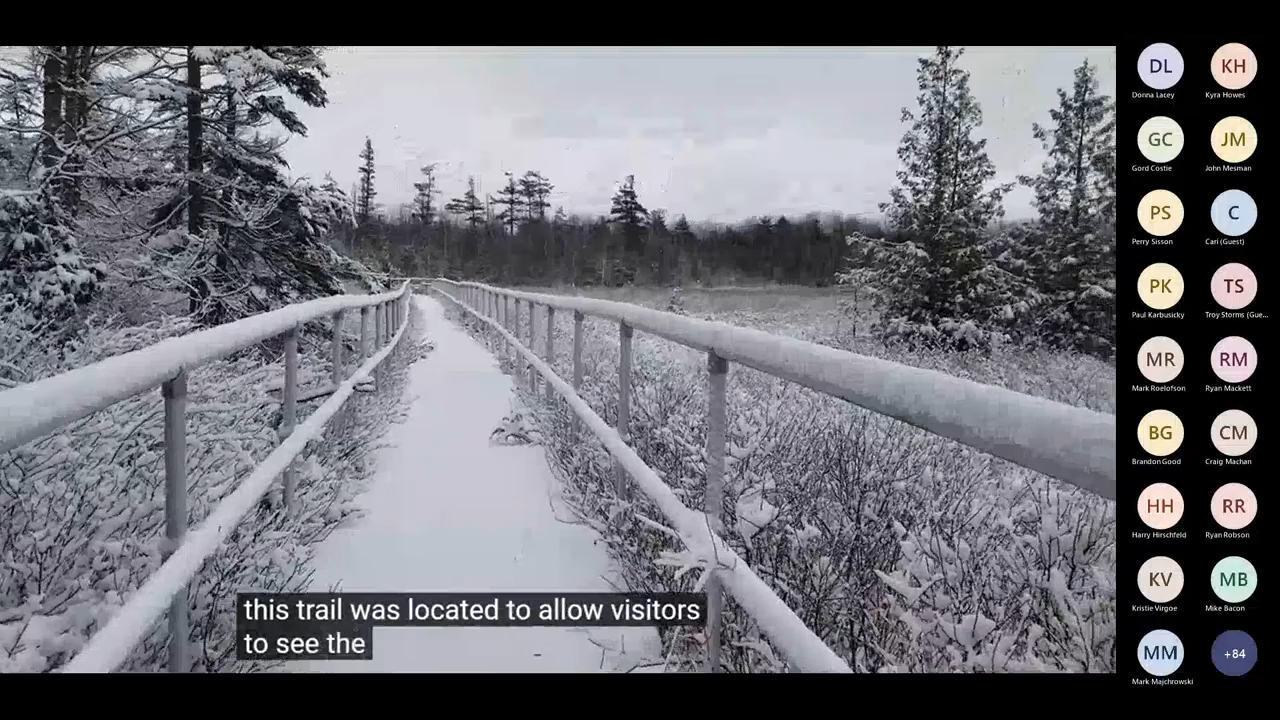 this trail was located to allow visitors
to see the
DL
KH
Donna Lacey
Kyra Howes
GC
JM
Gord Costie
John Mesman
PS
C
Perry Sisson
Cari (Guest)
PK
TS
Paul Karbusicky
Troy Storms (Gue...
MR
RM
Mark Roelofson
Ryan Mackett
BG
CM
Brandon Good
Craig Machan
HH
RR
Harry Hirschfeld
Ryan Robson
KV
MB
Kristie Virgoe
Mike Bacon
MM
+84
Mark Majchrowski